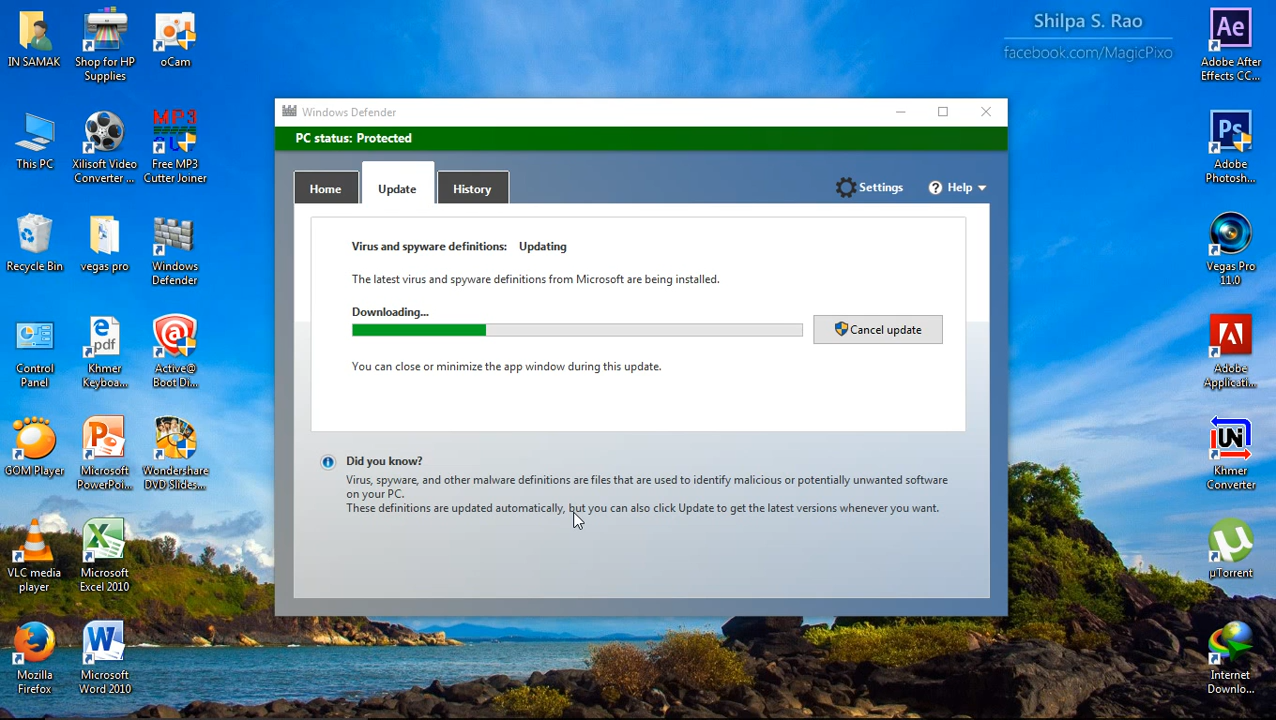 IN SAMAK
Shop for HP
Supplies
oCam
This PC
Xilisoft Video
Converter ...
MP3
Free MP3
Cutter Joiner
Recycle Bin
vegas pro
Windows
Defender
Control
Panel
e
pdf
Khmer
Keyboa...
Active@
Boot Di...
GOM Player
Microsoft
PowerPoi...
Wondershare
DVD Slides...
VLC media
player
Microsoft
Excel 2010
Mozilla
Firefox
Microsoft
Word 2010
Windows Defender
PC status: Protected
Home
Update
History
Settings
Help
Virus and spyware definitions: Updating
The latest virus and spyware definitions from Microsoft are being installed.
Downloading...
Cancel update
You can close or minimize the app window during this update.
Did you know?
Virus, spyware, and other malware definitions are files that are used to identify malicious or potentially unwanted software
on your PC.
These definitions are updated automatically, but you can also click Update to get the latest versions whenever you want.
Shilpa S. Rao
facebook.com/MagicPixo
Ae
Adobe After
Effects CC...
Ps
Adobe
Photosh...
Vegas Pro
11.0
Adobe
Applicati...
UN
Khmer
Converter
µTorrent
Internet
Downlo...